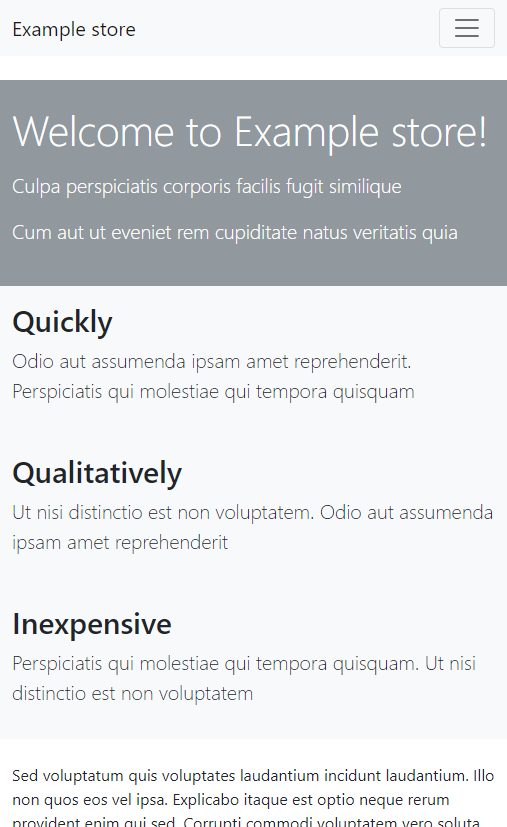 Example store
Welcome to Example store!
Culpa perspiciatis corporis facilis fugit similique
Cum aut ut eveniet rem cupiditate natus veritatis quia
Quickly
Odio aut assumenda ipsam amet reprehenderit.
Perspiciatis qui molestiae qui tempora quisquam
Qualitatively
Ut nisi distinctio est non voluptatem. Odio aut assumenda
ipsam amet reprehenderit
Inexpensive
Perspiciatis qui molestiae qui tempora quisquam. Ut nisi
distinctio est non voluptatem
Sed voluptatum quis voluptates laudantium incidunt laudantium. Illo
non quos eos vel ipsa. Explicabo itaque est optio neque rerum
provident enim qui sed. Corrupti commodi voluptatem vero soluta